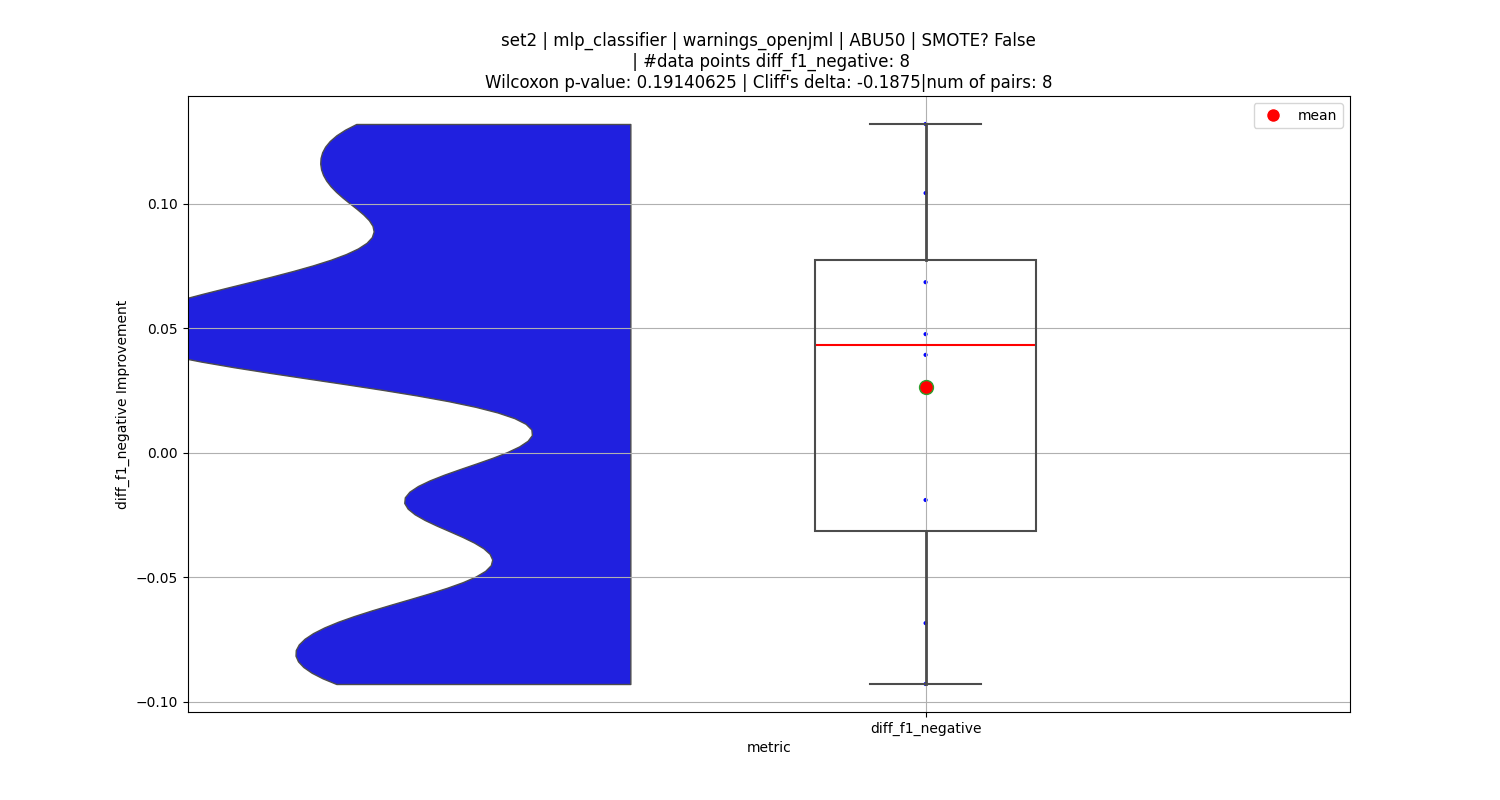 set2 | mlp_classifier | warnings_openjml | ABU50 | SMOTE? False
| #data points diff_f1_negative: 8
Wilcoxon p-value: 0.19140625 | Cliff's delta: -0.1875|num of pairs: 8
mean
0.10
0.05
0.00
−0.05
−0.10
diff_f1_negative Improvement
diff_f1_negative
metric